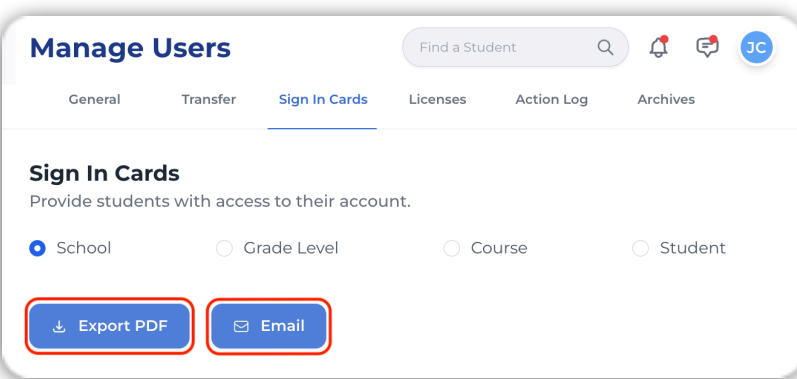 Manage Users
Find a Student
JC
General Transfer Sign In Cards Licenses Action Log Archives
Sign In Cards
Provide students with access to their account.
School Grade Level Course Student
Export PDF Email